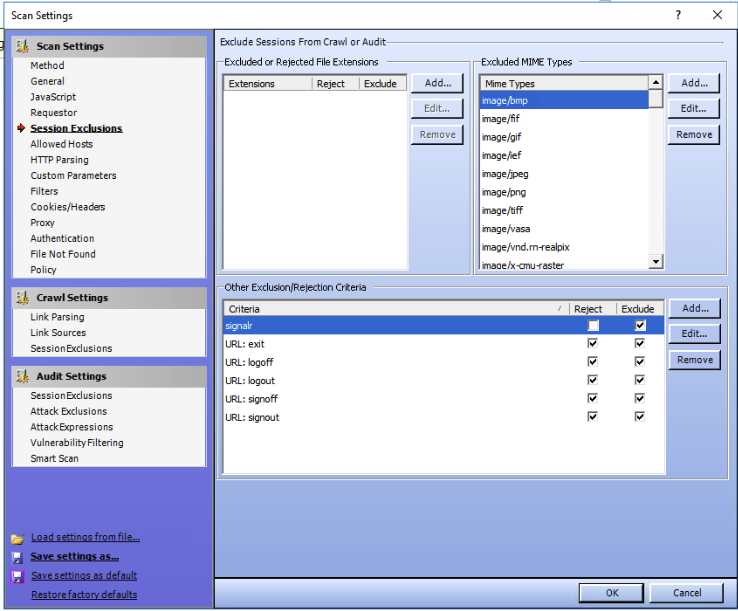 Scan Settings
?
Scan Settings
Method
General
JavaScript
Requestor
Session Exclusions
Allowed Hosts
HTTP Parsing
Custom Parameters
Filters
Cookies/Headers
Proxy
Authentication
File Not Found
Policy
Crawl Settings
Link Parsing
Link Sources
Session Exclusions
Audit Settings
Session Exclusions
Attack Exclusions
Attack Expressions
Vulnerability Filtering
Smart Scan
Load settings from file...
Save settings as...
Save settings as default
Restore factory defaults
Exclude Sessions From Crawl or Audit
Excluded or Rejected File Extensions
Extensions Reject Exclude
Add...
Edit...
Remove
Excluded MIME Types
Mime Types
image/bmp
image/fif
image/gif
image/ief
image/jpeg
image/png
image/tiff
image/vasa
image/vnd.rn-realpix
image/x-cmu-raster
Add...
Edit...
Remove
Other Exclusion/Rejection Criteria
Criteria / Reject Exclude
signalr
URL: exit
URL: logoff
URL: logout
URL: signoff
URL: signout
Add...
Edit...
Remove
OK
Cancel